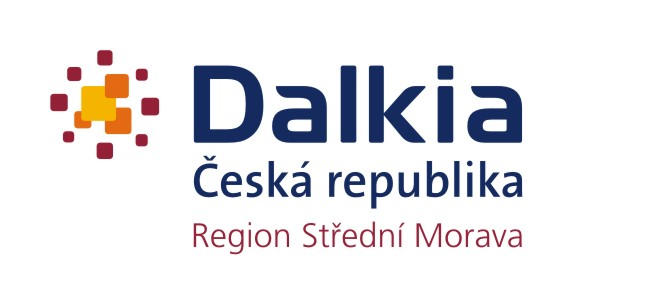 Dalkia
Česká republika
Region Střední Morava